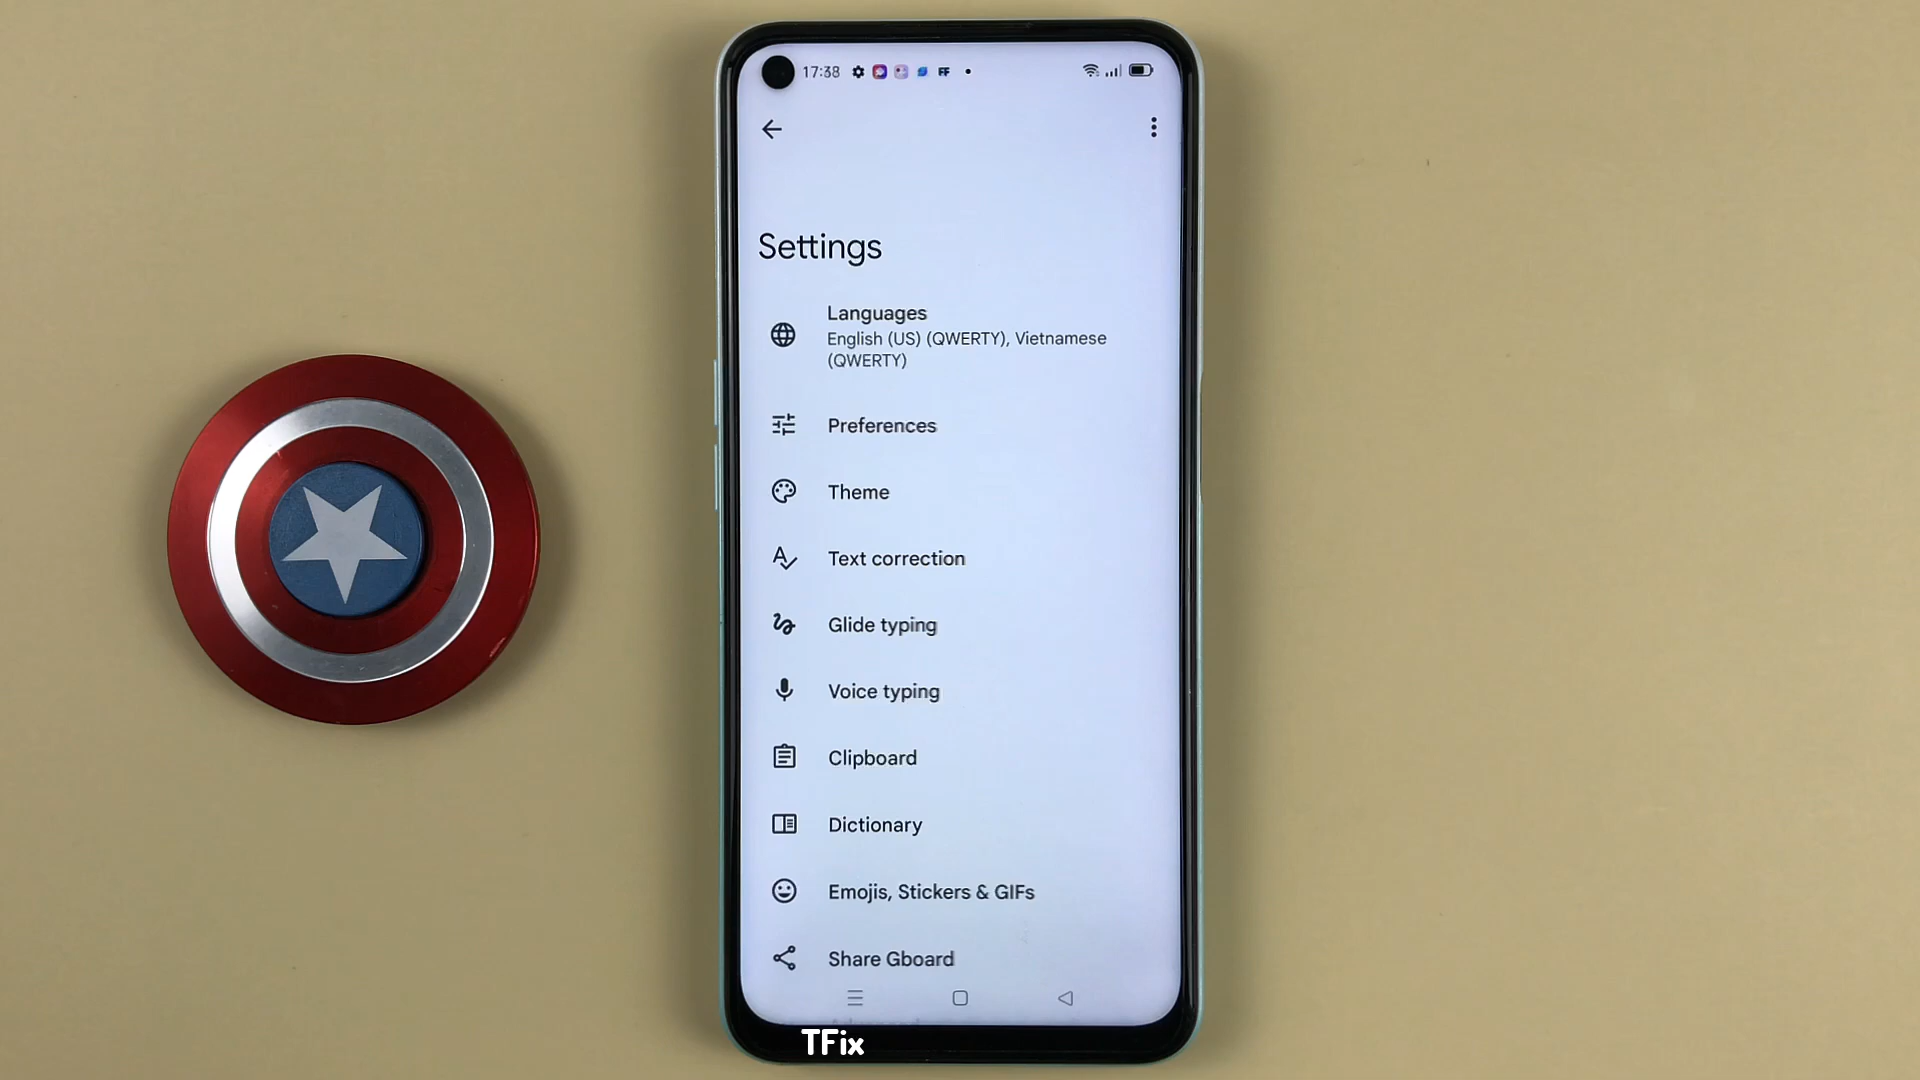 17:38
Settings
Languages
English (US) (QWERTY), Vietnamese
(QWERTY)
Preferences
Theme
Text correction
Glide typing
Voice typing
Clipboard
Dictionary
Emojis, Stickers & GIFs
Share Gboard
TFix